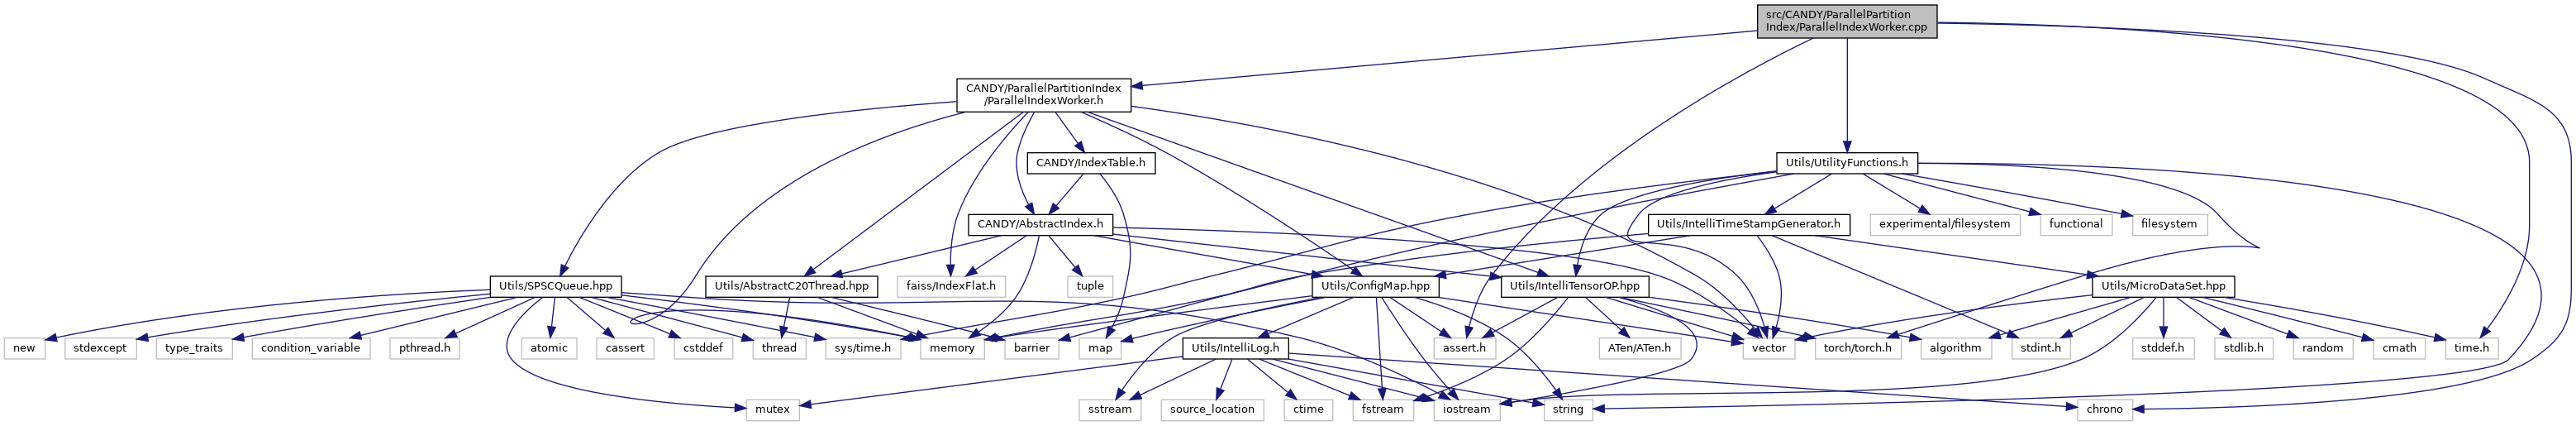 src/CANDY/ParallelPartition
Index/ParallelIndexWorker.cpp
CANDY/ParallelPartitionIndex
/ParallelIndexWorker.h
CANDY/IndexTable.h
Utils/UtilityFunctions.h
CANDY/AbstractIndex.h
Utils/IntelliTimeStampGenerator.h
experimental/filesystem
functional
filesystem
Utils/SPSCQueue.hpp
Utils/AbstractC20Thread.hpp
faiss/IndexFlat.h
tuple
Utils/ConfigMap.hpp
Utils/IntelliTensorOP.hpp
Utils/MicroDataSet.hpp
new
stdexcept
type_traits
condition_variable
pthread.h
atomic
cassert
cstddef
thread
sys/time.h
memory
barrier
map
Utils/IntelliLog.h
assert.h
ATen/ATen.h
vector
torch/torch.h
algorithm
stdint.h
stddef.h
stdlib.h
random
cmath
time.h
mutex
sstream
source_location
ctime
fstream
iostream
string
chrono